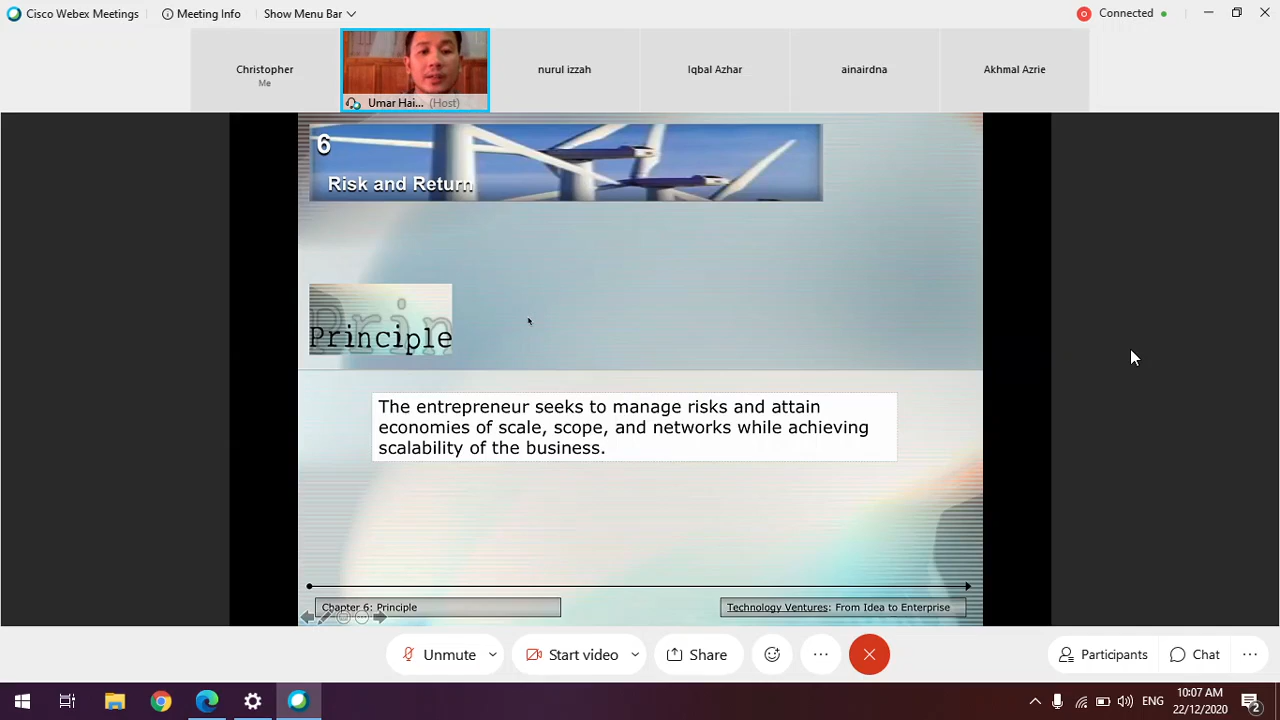 Cisco Webex Meetings
Meeting Info
Show Menu Bar
Connected
Christopher
Me
Umar Hai... (Host)
nurul izzah
Iqbal Azhar
ainairdna
Akhmal Azrie
6
Risk and Return
Principle
The entrepreneur seeks to manage risks and attain
economies of scale, scope, and networks while achieving
scalability of the business.
Chapter 6: Principle
Technology Ventures: From Idea to Enterprise
Unmute
Start video
Share
Participants
Chat
ENG
10:07 AM
22/12/2020
2